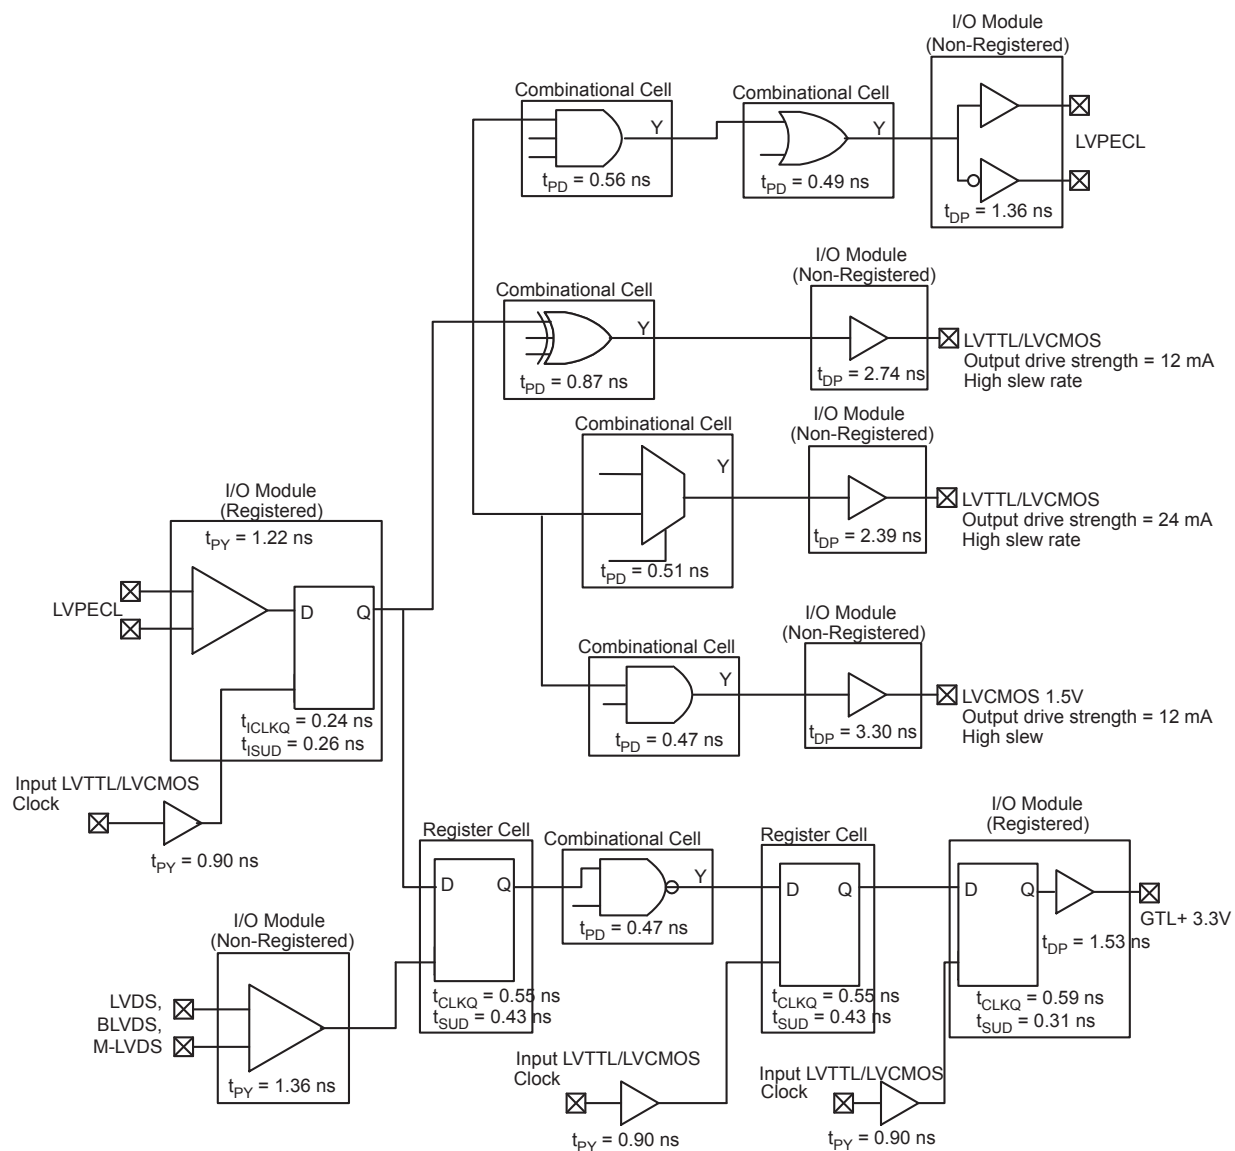 I/O Module
(Non-Registered)
Combinational Cell
Y
tPD = 0.56 ns
Combinational Cell
Y
tPD = 0.49 ns
LVPECL
tDP = 1.36 ns
I/O Module
(Non-Registered)
Combinational Cell
Y
tPD = 0.87 ns
tDP = 2.74 ns
LVTTL/LVCMOS
Output drive strength = 12 mA
High slew rate
I/O Module
(Non-Registered)
Combinational Cell
Y
tPD = 0.51 ns
tDP = 2.39 ns
LVTTL/LVCMOS
Output drive strength = 24 mA
High slew rate
I/O Module
(Registered)
tPY = 1.22 ns
LVPECL
D
Q
tICLKQ = 0.24 ns
tISUD = 0.26 ns
I/O Module
(Non-Registered)
Combinational Cell
Y
tPD = 0.47 ns
tDP = 3.30 ns
LVCMOS 1.5V
Output drive strength = 12 mA
High slew
Input LVTTL/LVCMOS
Clock
tPY = 0.90 ns
Register Cell
D
Q
tCLKQ = 0.55 ns
tSUD = 0.43 ns
Combinational Cell
Y
tPD = 0.47 ns
Register Cell
D
Q
tCLKQ = 0.55 ns
tSUD = 0.43 ns
I/O Module
(Registered)
D
Q
tDP = 1.53 ns
GTL+ 3.3V
tCLKQ = 0.59 ns
tSUD = 0.31 ns
I/O Module
(Non-Registered)
LVDS,
BLVDS,
M-LVDS
tPY = 1.36 ns
Input LVTTL/LVCMOS
Clock
tPY = 0.90 ns
Input LVTTL/LVCMOS
Clock
tPY = 0.90 ns